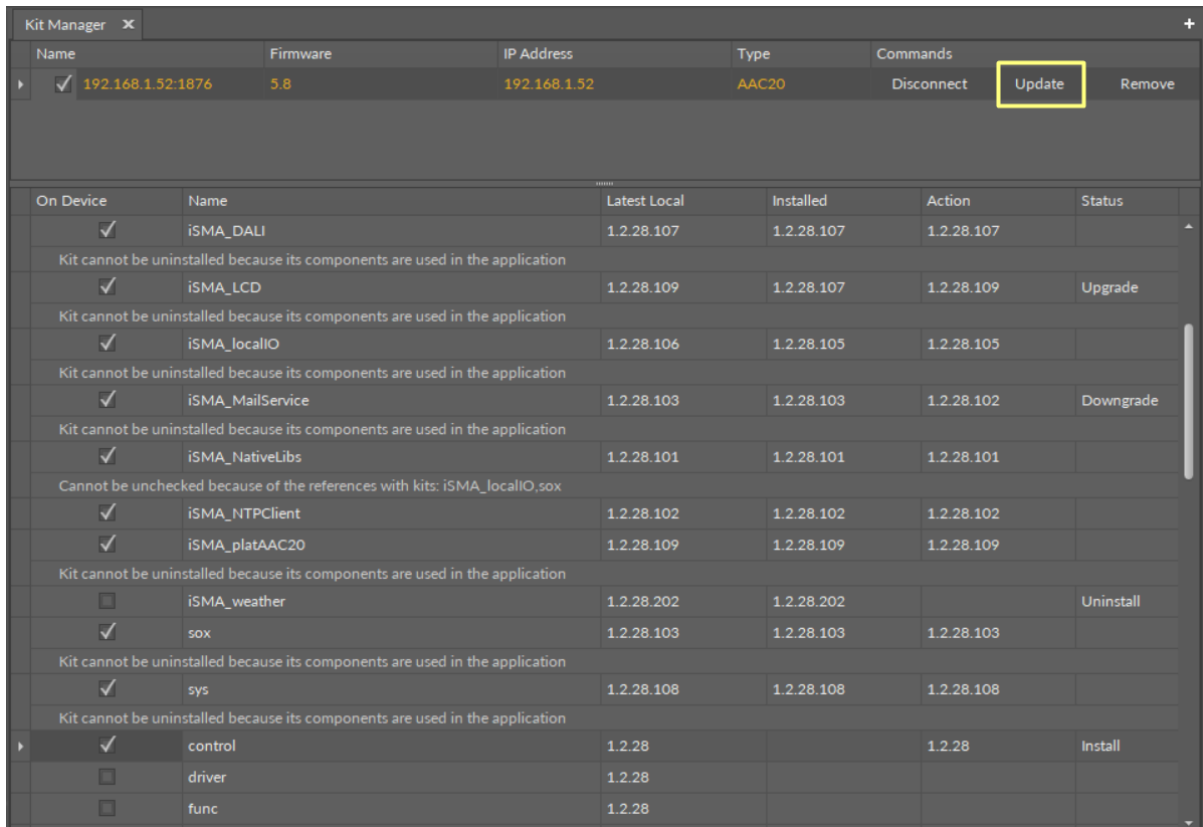 Kit Manager ×
Name Firmware IP Address Type Commands
192.168.1.52:1876 5.8 192.168.1.52 AAC20 Disconnect Update Remove
On Device Name Latest Local Installed Action Status
iSMA_DALI 1.2.28.107 1.2.28.107 1.2.28.107
Kit cannot be uninstalled because its components are used in the application
iSMA_LCD 1.2.28.109 1.2.28.107 1.2.28.109 Upgrade
Kit cannot be uninstalled because its components are used in the application
iSMA_localIO 1.2.28.106 1.2.28.105 1.2.28.105
Kit cannot be uninstalled because its components are used in the application
iSMA_MailService 1.2.28.103 1.2.28.103 1.2.28.102 Downgrade
Kit cannot be uninstalled because its components are used in the application
iSMA_NativeLibs 1.2.28.101 1.2.28.101 1.2.28.101
Cannot be unchecked because of the references with kits: iSMA_localIO,sox
iSMA_NTPClient 1.2.28.102 1.2.28.102 1.2.28.102
iSMA_platAAC20 1.2.28.109 1.2.28.109 1.2.28.109
Kit cannot be uninstalled because its components are used in the application
iSMA_weather 1.2.28.202 1.2.28.202 Uninstall
sox 1.2.28.103 1.2.28.103 1.2.28.103
Kit cannot be uninstalled because its components are used in the application
sys 1.2.28.108 1.2.28.108 1.2.28.108
Kit cannot be uninstalled because its components are used in the application
control 1.2.28 1.2.28 Install
driver 1.2.28
func 1.2.28